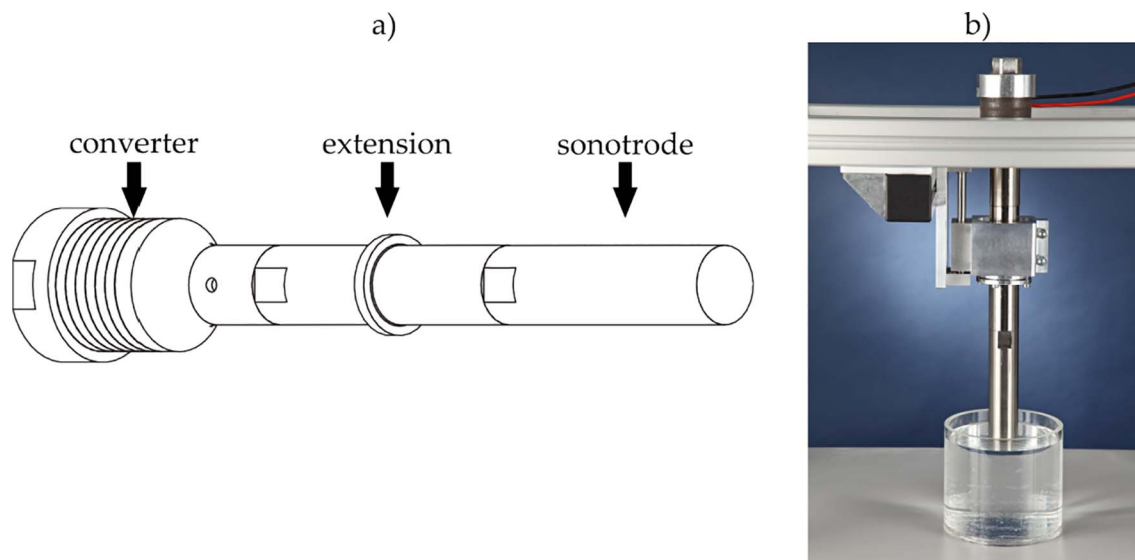 a)
b)
converter
extension
sonotrode